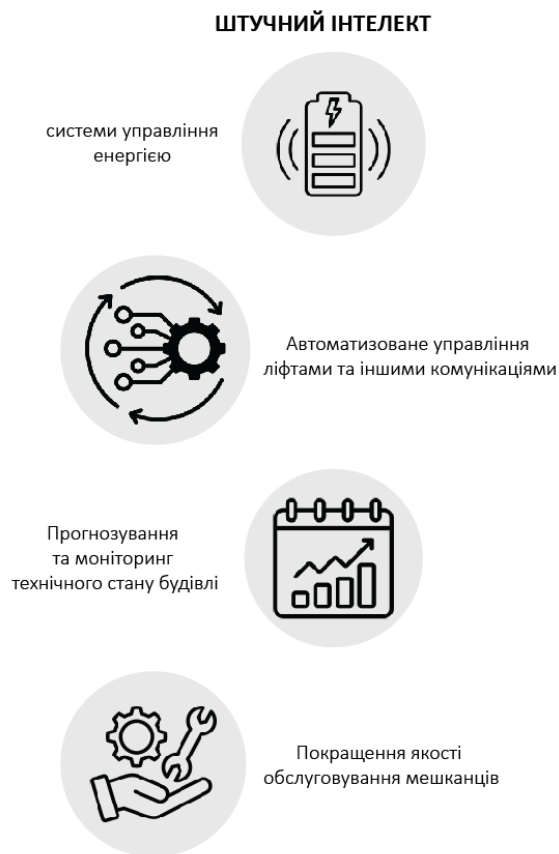 ШТУЧНИЙ ІНТЕЛЕКТ
системи управління
енергією
Автоматизоване управління
ліфтами та іншими комунікаціями
Прогнозування
та моніторинг
технічного стану будівлі
Покращення якості
обслуговування мешканців